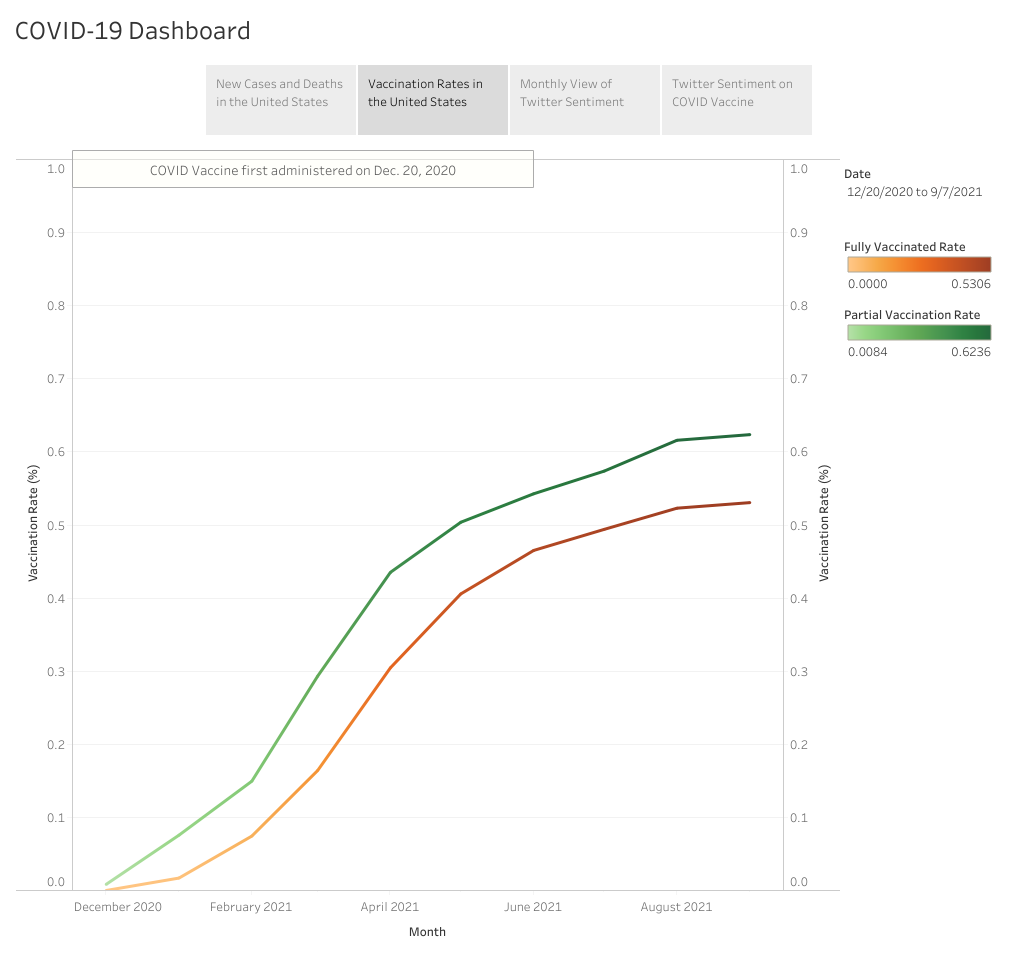 COVID-19 Dashboard
New Cases and Deaths
in the United States
Vaccination Rates in
the United States
Monthly View of
Twitter Sentiment
Twitter Sentiment on
COVID Vaccine
COVID Vaccine first administered on Dec. 20, 2020
1.0
0.9
0.8
0.7
0.6
0.5
0.4
0.3
0.2
0.1
0.0
Vaccination Rate (%)
1.0
0.9
0.8
0.7
0.6
0.5
0.4
0.3
0.2
0.1
0.0
Vaccination Rate (%)
December 2020
February 2021
April 2021
June 2021
August 2021
Month
Date
12/20/2020 to 9/7/2021
Fully Vaccinated Rate
0.0000 0.5306
Partial Vaccination Rate
0.0084 0.6236